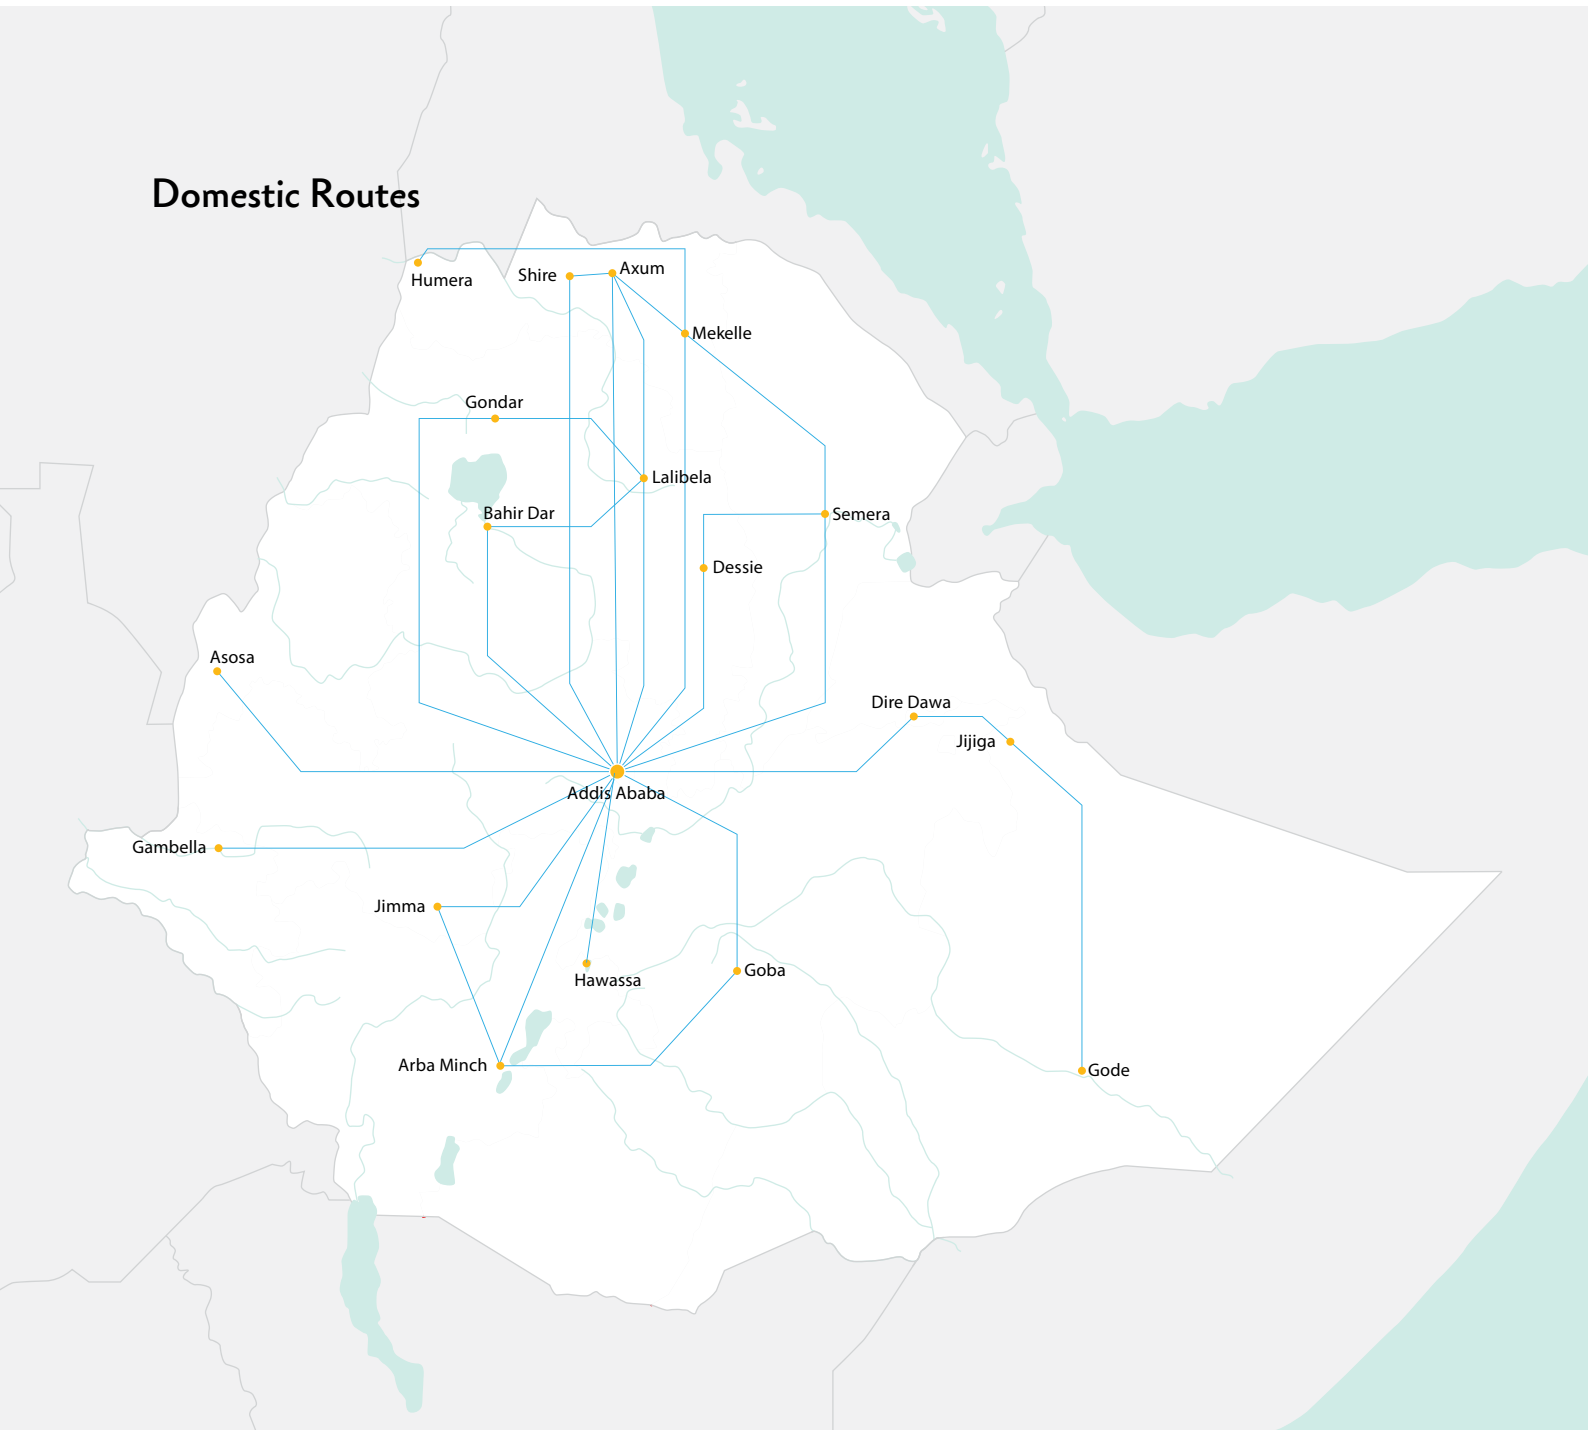 Domestic Routes
Humera
Shire
Axum
Mekelle
Gondar
Lalibela
Bahir Dar
Semera
Dessie
Asosa
Dire Dawa
Jijiga
Addis Ababa
Gambella
Jimma
Hawassa
Goba
Arba Minch
Gode